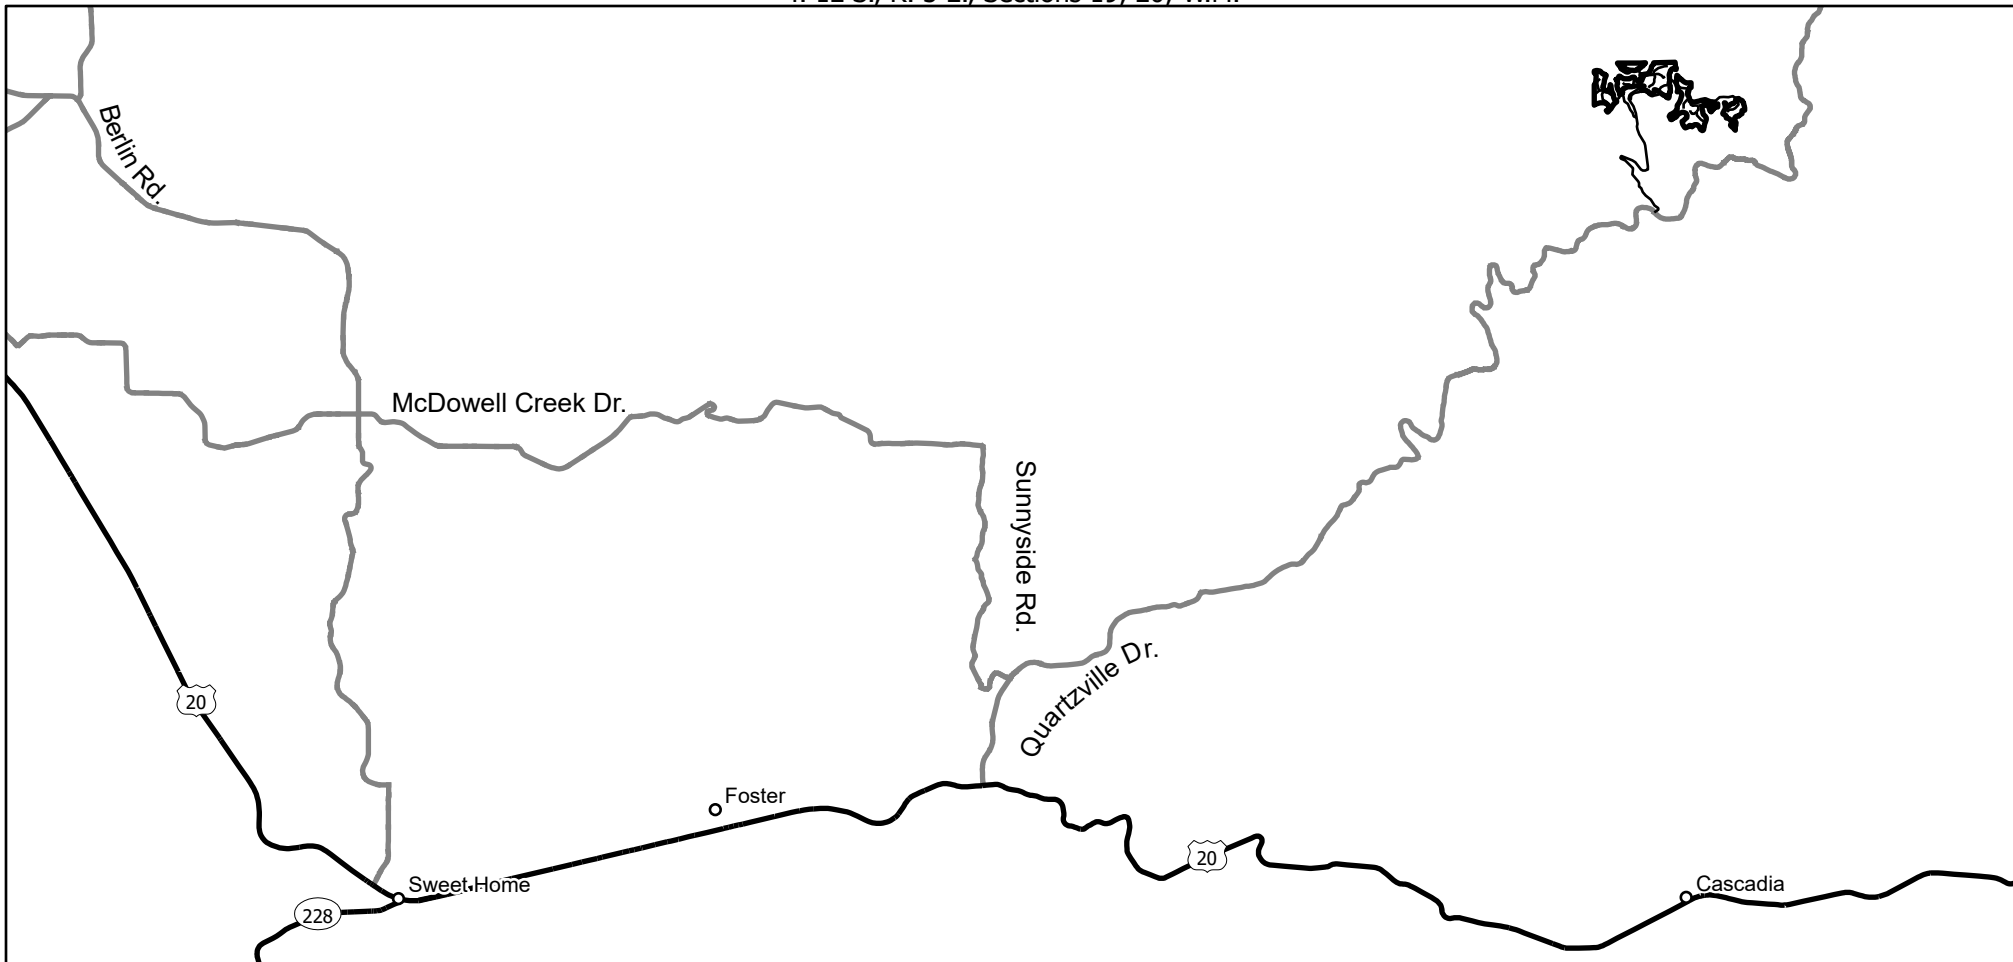 Berlin Rd.
McDowell Creek Dr.
Sunnyside Rd.
Quartzville Dr.
20
Foster
20
Sweet Home
Cascadia
228